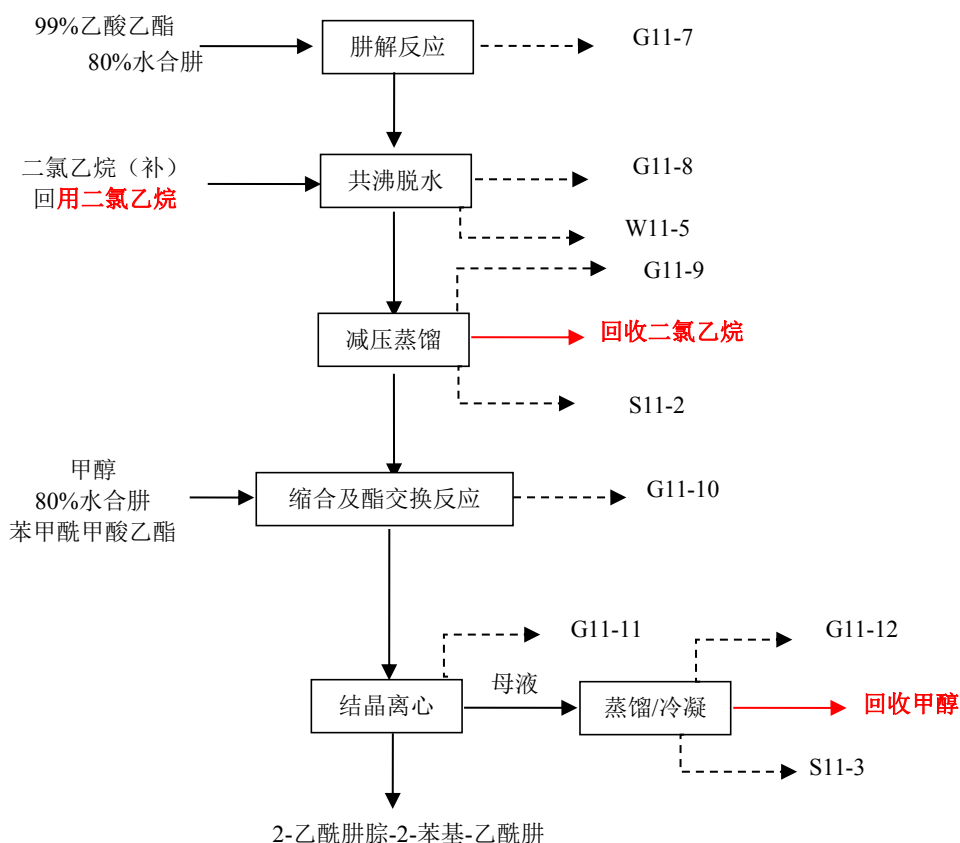 99%乙酸乙酯
80%水合肼
肼解反应
G11-7
二氯乙烷（补）
回用二氯乙烷
共沸脱水
G11-8
W11-5
G11-9
减压蒸馏
回收二氯乙烷
S11-2
甲醇
80%水合肼
苯甲酰甲酸乙酯
缩合及酯交换反应
G11-10
G11-11
G11-12
结晶离心
母液
蒸馏/冷凝
回收甲醇
S11-3
2-乙酰肼腙-2-苯基-乙酰肼